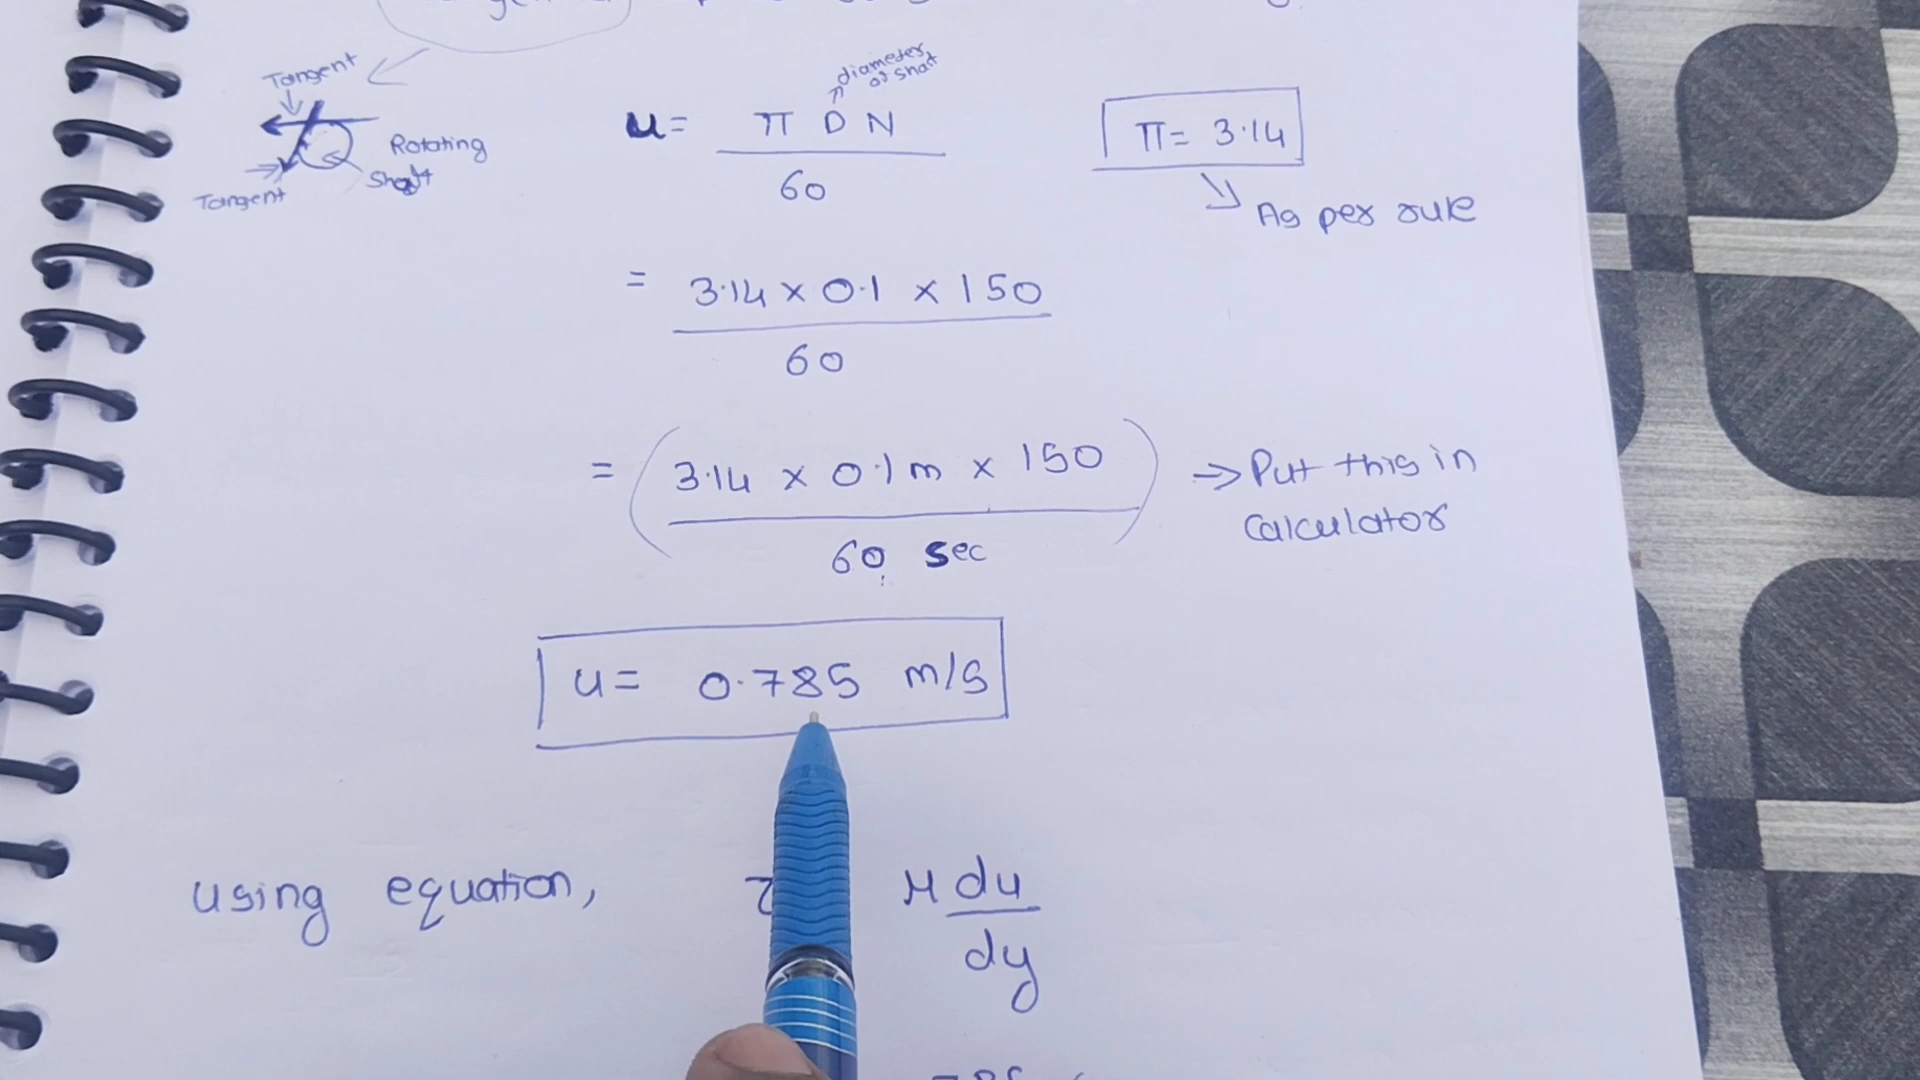 Tangent
Rotating
Shaft
Tangent
diameter
of shaft
u = π D N
60
π = 3.14
As per rule
= 3.14 x 0.1 x 150
60
= ( 3.14 x 0.1 m x 150 )
60 sec
→ Put this in
calculator
u = 0.785 m/s
using equation, μ du
dy